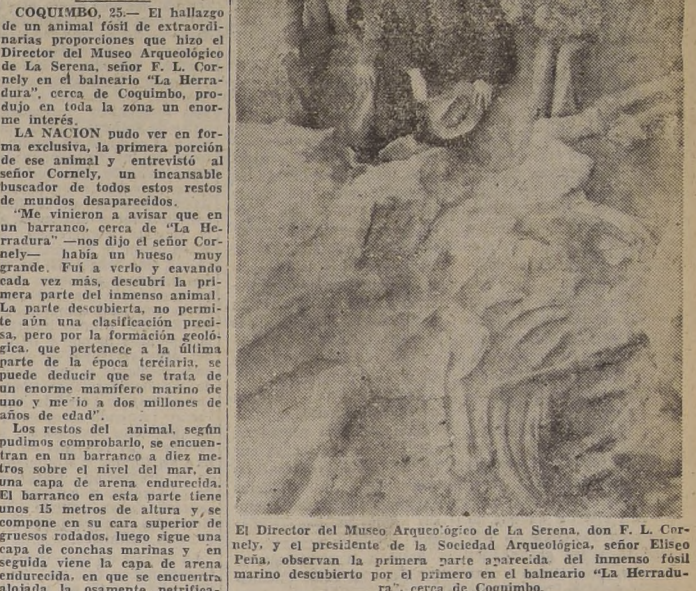 COQUIMBO, 25.— El hallazgo
de un animal fósil de extraordi-
narias proporciones que hizo el
Director del Museo Arqueológico
de La Serena, señor F. L. Cor-
nely en el balneario "La Herra-
dura", cerca de Coquimbo, pro-
dujo en toda la zona un enor-
me interés.
LA NACION pudo ver en for-
ma exclusiva, la primera porción
de ese animal y entrevistó al
señor Cornely, un incansable
buscador de todos estos restos
de mundos desaparecidos.
"Me vinieron a avisar que en
un barranco, cerca de "La He-
rradura" —nos dijo el señor Cor-
nely— había un hueso muy
grande. Fuí a verlo y cavando
cada vez más, descubrí la pri-
mera parte del inmenso animal.
La parte descubierta, no permi-
te aún una clasificación preci-
sa, pero por la formación geoló-
gica, que pertenece a la última
parte de la época terciaria, se
puede deducir que se trata de
un enorme mamífero marino de
uno y medio a dos millones de
años de edad".
Los restos del animal, según
pudimos comprobarlo, se encuen-
tran en un barranco a diez me-
tros sobre el nivel del mar, en
una capa de arena endurecida.
El barranco en esta parte tiene
unos 15 metros de altura y se
compone en su cara superior de
gruesos rodados, luego sigue una
capa de conchas marinas y en
seguida viene la capa de arena
endurecida, en que se encuentra
alojada la osamente petrifica-
El Director del Museo Arqueológico de La Serena, don F. L. Cor-
nely, y el presidente de la Sociedad Arqueológica, señor Eliseo
Peña, observan la primera parte aparecida del inmenso fósil
marino descubierto por el primero en el balneario "La Herradu-
ra", cerca de Coquimbo.